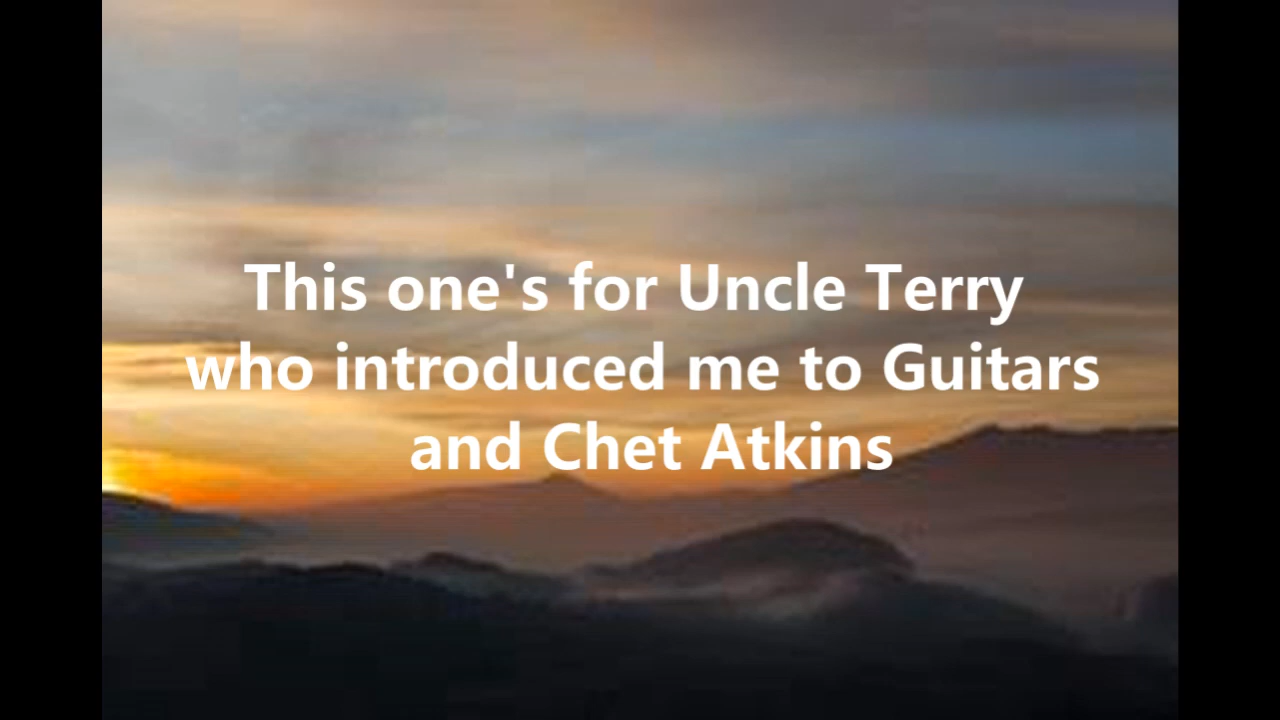 This one's for Uncle Terry
who introduced me to Guitars
and Chet Atkins